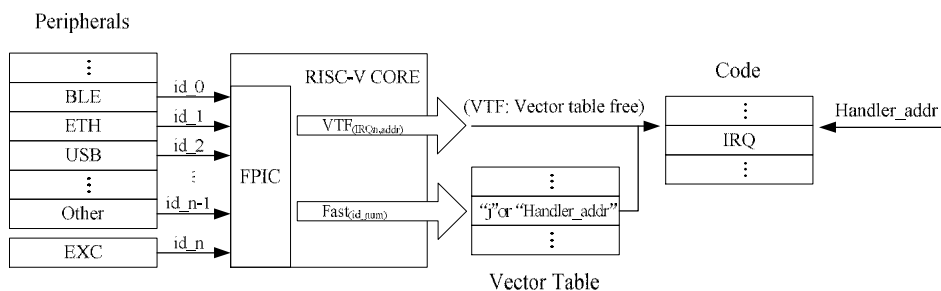 Peripherals
⋮
BLE
ETH
USB
⋮
Other
EXC
id_0
id_1
id_2
⋮
id_n-1
id_n
RISC-V CORE
FPIC
VTF(IRQn,addr)
Fast(id_num)
(VTF: Vector table free)
⋮
“j”or “Handler_addr”
⋮
Vector Table
Code
⋮
IRQ
⋮
Handler_addr